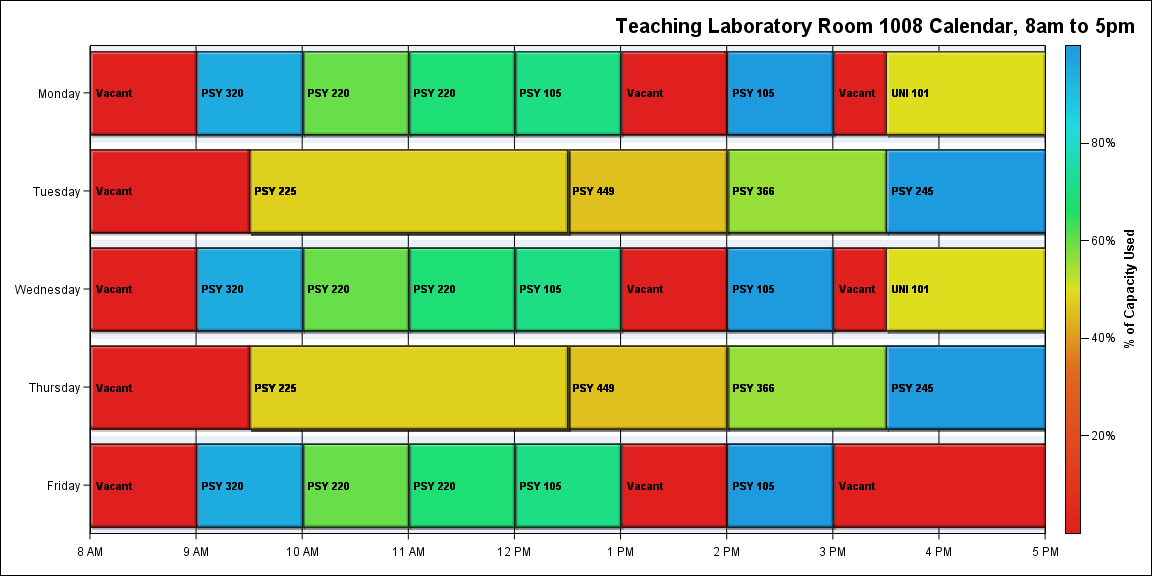 Teaching Laboratory Room 1008 Calendar, 8am to 5pm
Monday Vacant PSY 320 PSY 220 PSY 220 PSY 105 Vacant PSY 105 Vacant UNI 101
Tuesday Vacant PSY 225 PSY 449 PSY 366 PSY 245
Wednesday Vacant PSY 320 PSY 220 PSY 220 PSY 105 Vacant PSY 105 Vacant UNI 101
Thursday Vacant PSY 225 PSY 449 PSY 366 PSY 245
Friday Vacant PSY 320 PSY 220 PSY 220 PSY 105 Vacant PSY 105 Vacant
8 AM 9 AM 10 AM 11 AM 12 PM 1 PM 2 PM 3 PM 4 PM 5 PM
80%
60%
40%
20%
% of Capacity Used